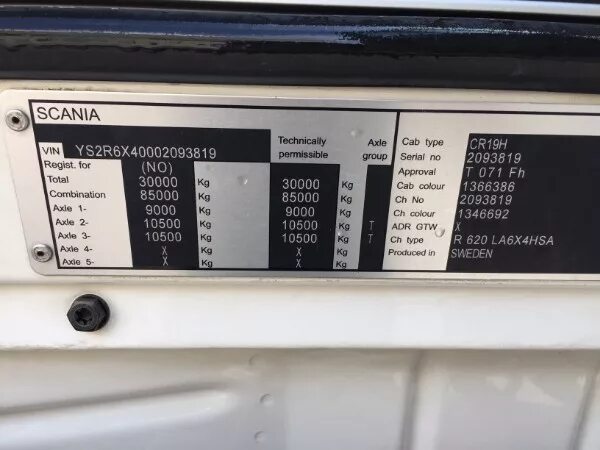 SCANIA
VIN YS2R6X40002093819
Technically permissible
Axle group
Regist. for (NO)
Total 30000 Kg 30000 Kg
Combination 85000 Kg 85000 Kg
Axle 1- 9000 Kg 9000 Kg
Axle 2- 10500 Kg 10500 Kg T
Axle 3- 10500 Kg 10500 Kg T
Axle 4- X Kg X Kg
Axle 5- X Kg X Kg
Cab type CR19H
Serial no 2093819
Approval T 071 Fh
Cab colour 1366386
Ch No 2093819
Ch colour 1346692
ADR GTW X
Ch type R 620 LA6X4HSA
Produced in SWEDEN